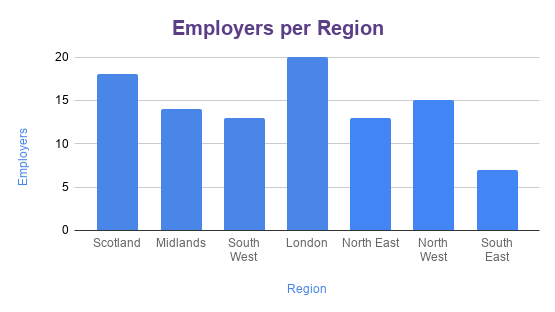 Employers per Region
Employers
20
15
10
5
0
Scotland
Midlands
South
West
London
North East
North
West
South
East
Region